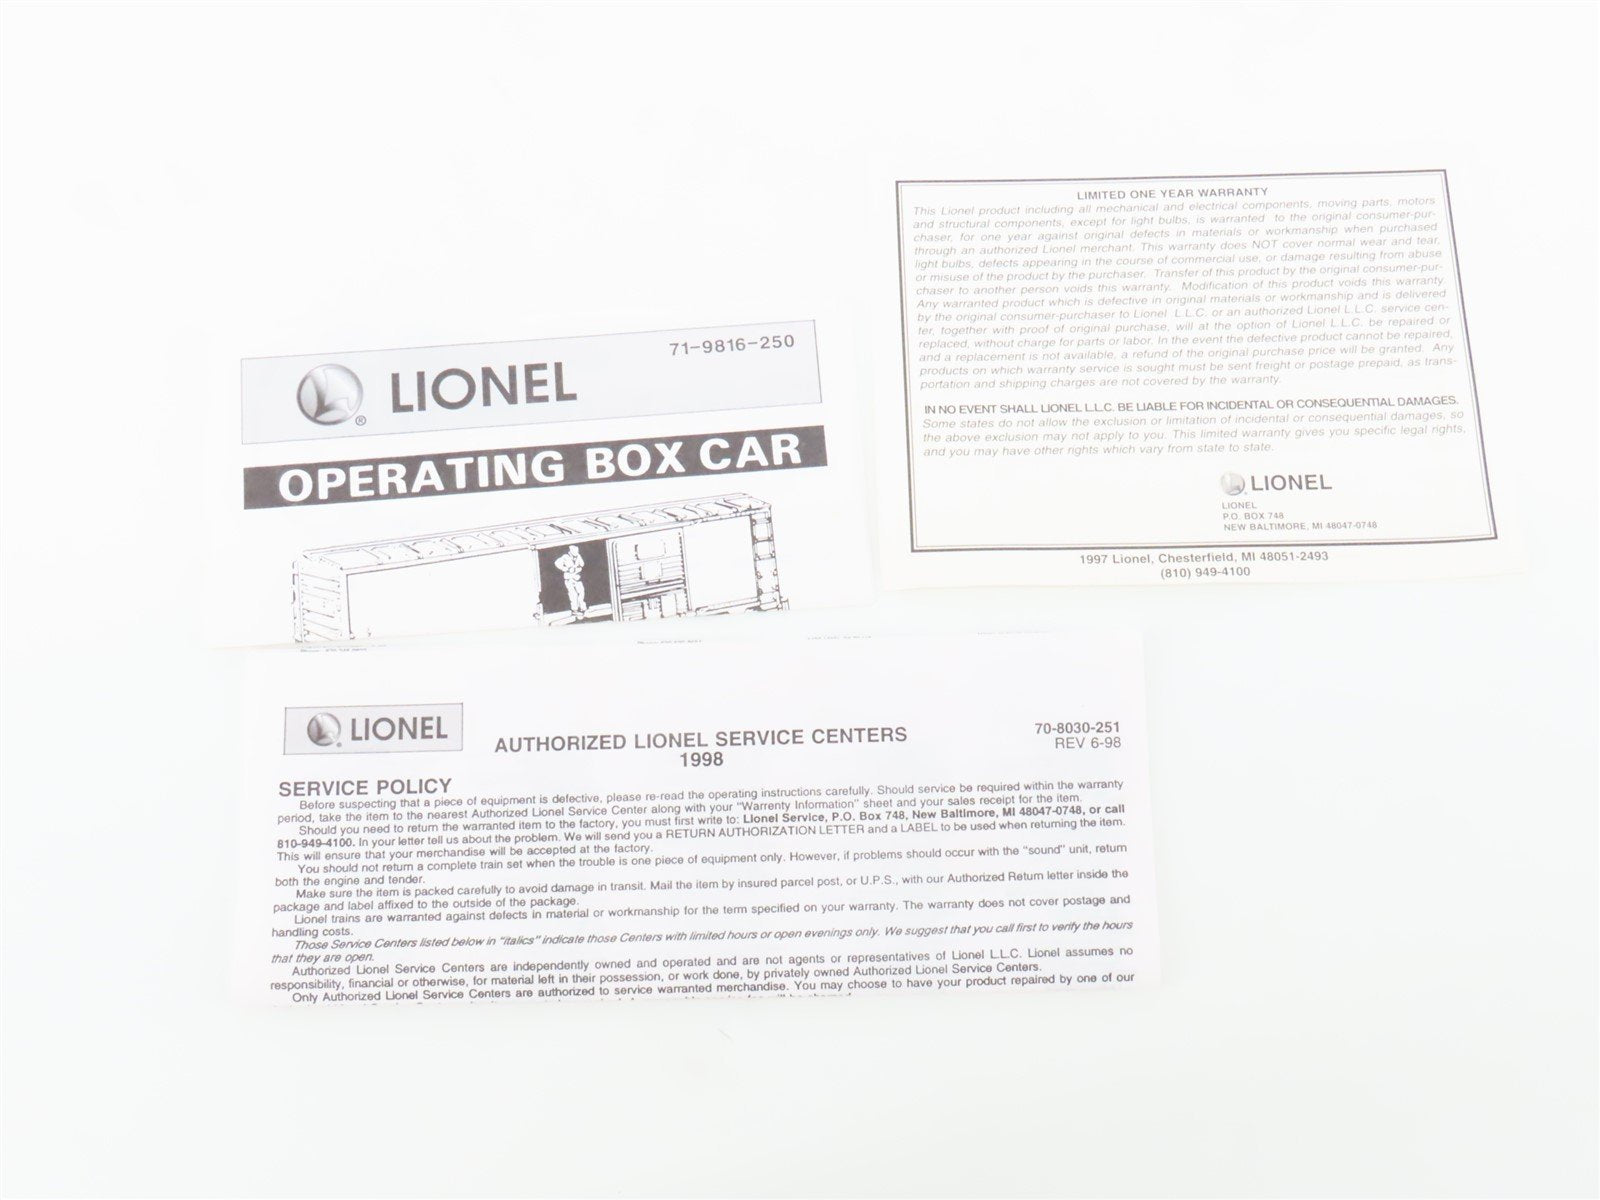 71-9816-250
LIONEL
®
OPERATING BOX CAR
LIMITED ONE YEAR WARRANTY
This Lionel product including all mechanical and electrical components, moving parts, motors
and structural components, except for light bulbs, is warranted to the original consumer-pur-
chaser, for one year against original defects in materials or workmanship when purchased
through an authorized Lionel merchant. This warranty does NOT cover normal wear and tear,
light bulbs, defects appearing in the course of commercial use, or damage resulting from abuse
or misuse of the product by the purchaser. Transfer of this product by the original consumer-pur-
chaser to another person voids this warranty. Modification of this product voids this warranty.
Any warranted product which is defective in original materials or workmanship and is delivered
by the original consumer-purchaser to Lionel L.L.C. or an authorized Lionel L.L.C. service cen-
ter, together with proof of original purchase, will at the option of Lionel L.L.C. be repaired or
replaced, without charge for parts or labor. In the event the defective product cannot be repaired,
and a replacement is not available, a refund of the original purchase price will be granted. Any
products on which warranty service is sought must be sent freight or postage prepaid, as trans-
portation and shipping charges are not covered by the warranty.
IN NO EVENT SHALL LIONEL L.L.C. BE LIABLE FOR INCIDENTAL OR CONSEQUENTIAL DAMAGES.
Some states do not allow the exclusion or limitation of incidental or consequential damages, so
the above exclusion may not apply to you. This limited warranty gives you specific legal rights,
and you may have other rights which vary from state to state.
LIONEL
LIONEL
P.O. BOX 748
NEW BALTIMORE, MI 48047-0748
1997 Lionel, Chesterfield, MI 48051-2493
(810) 949-4100
LIONEL
AUTHORIZED LIONEL SERVICE CENTERS
1998
70-8030-251
REV 6-98
SERVICE POLICY
Before suspecting that a piece of equipment is defective, please re-read the operating instructions carefully. Should service be required within the warranty
period, take the item to the nearest Authorized Lionel Service Center along with your "Warrenty Information" sheet and your sales receipt for the item.
Should you need to return the warranted item to the factory, you must first write to: Lionel Service, P.O. Box 748, New Baltimore, MI 48047-0748, or call
810-949-4100. In your letter tell us about the problem. We will send you a RETURN AUTHORIZATION LETTER and a LABEL to be used when returning the item.
This will ensure that your merchandise will be accepted at the factory.
You should not return a complete train set when the trouble is one piece of equipment only. However, if problems should occur with the "sound" unit, return
both the engine and tender.
Make sure the item is packed carefully to avoid damage in transit. Mail the item by insured parcel post, or U.P.S., with our Authorized Return letter inside the
package and label affixed to the outside of the package.
Lionel trains are warranted against defects in material or workmanship for the term specified on your warranty. The warranty does not cover postage and
handling costs.
Those Service Centers listed below in "italics" indicate those Centers with limited hours or open evenings only. We suggest that you call first to verify the hours
that they are open.
Authorized Lionel Service Centers are independently owned and operated and are not agents or representatives of Lionel L.L.C. Lionel assumes no
responsibility, financial or otherwise, for material left in their possession, or work done, by privately owned Authorized Lionel Service Centers.
Only Authorized Lionel Service Centers are authorized to service warranted merchandise. You may choose to have your product repaired by one of our